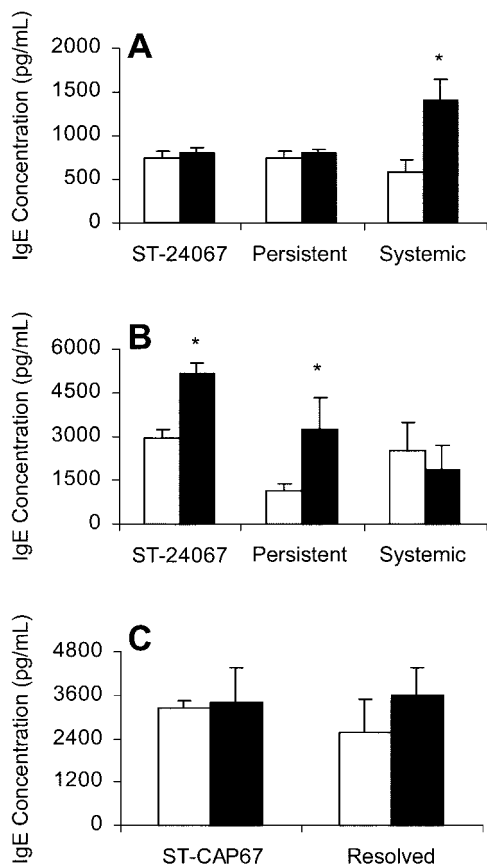 A
IgE Concentration (pg/mL)
2000
1500
1000
500
0
*
ST-24067 Persistent Systemic
B
IgE Concentration (pg/mL)
6000
4500
3000
1500
0
*
*
ST-24067 Persistent Systemic
C
IgE Concentration (pg/mL)
4800
3600
2400
1200
0
ST-CAP67 Resolved